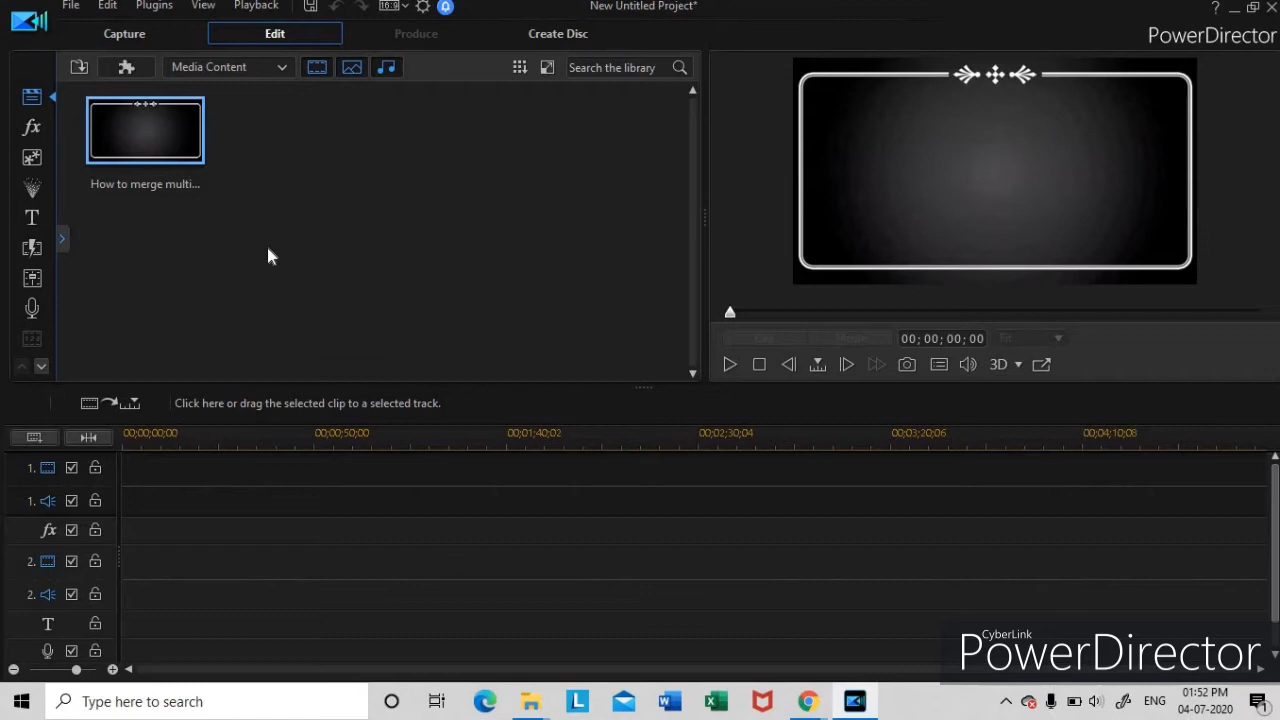 File Edit Plugins View Playback 16:9 New Untitled Project* ?
Capture Edit Produce Create Disc PowerDirector
Media Content Search the library
fx
How to merge multi...
T
00;00;00;00
3D
Click here or drag the selected clip to a selected track.
00;00;00;00 00;00;50;00 00;01;40;02 00;02;30;04 00;03;20;06 00;04;10;08
1.
1.
fx
2.
2.
T
CyberLink
PowerDirector
Type here to search ENG 01:52 PM
04-07-2020